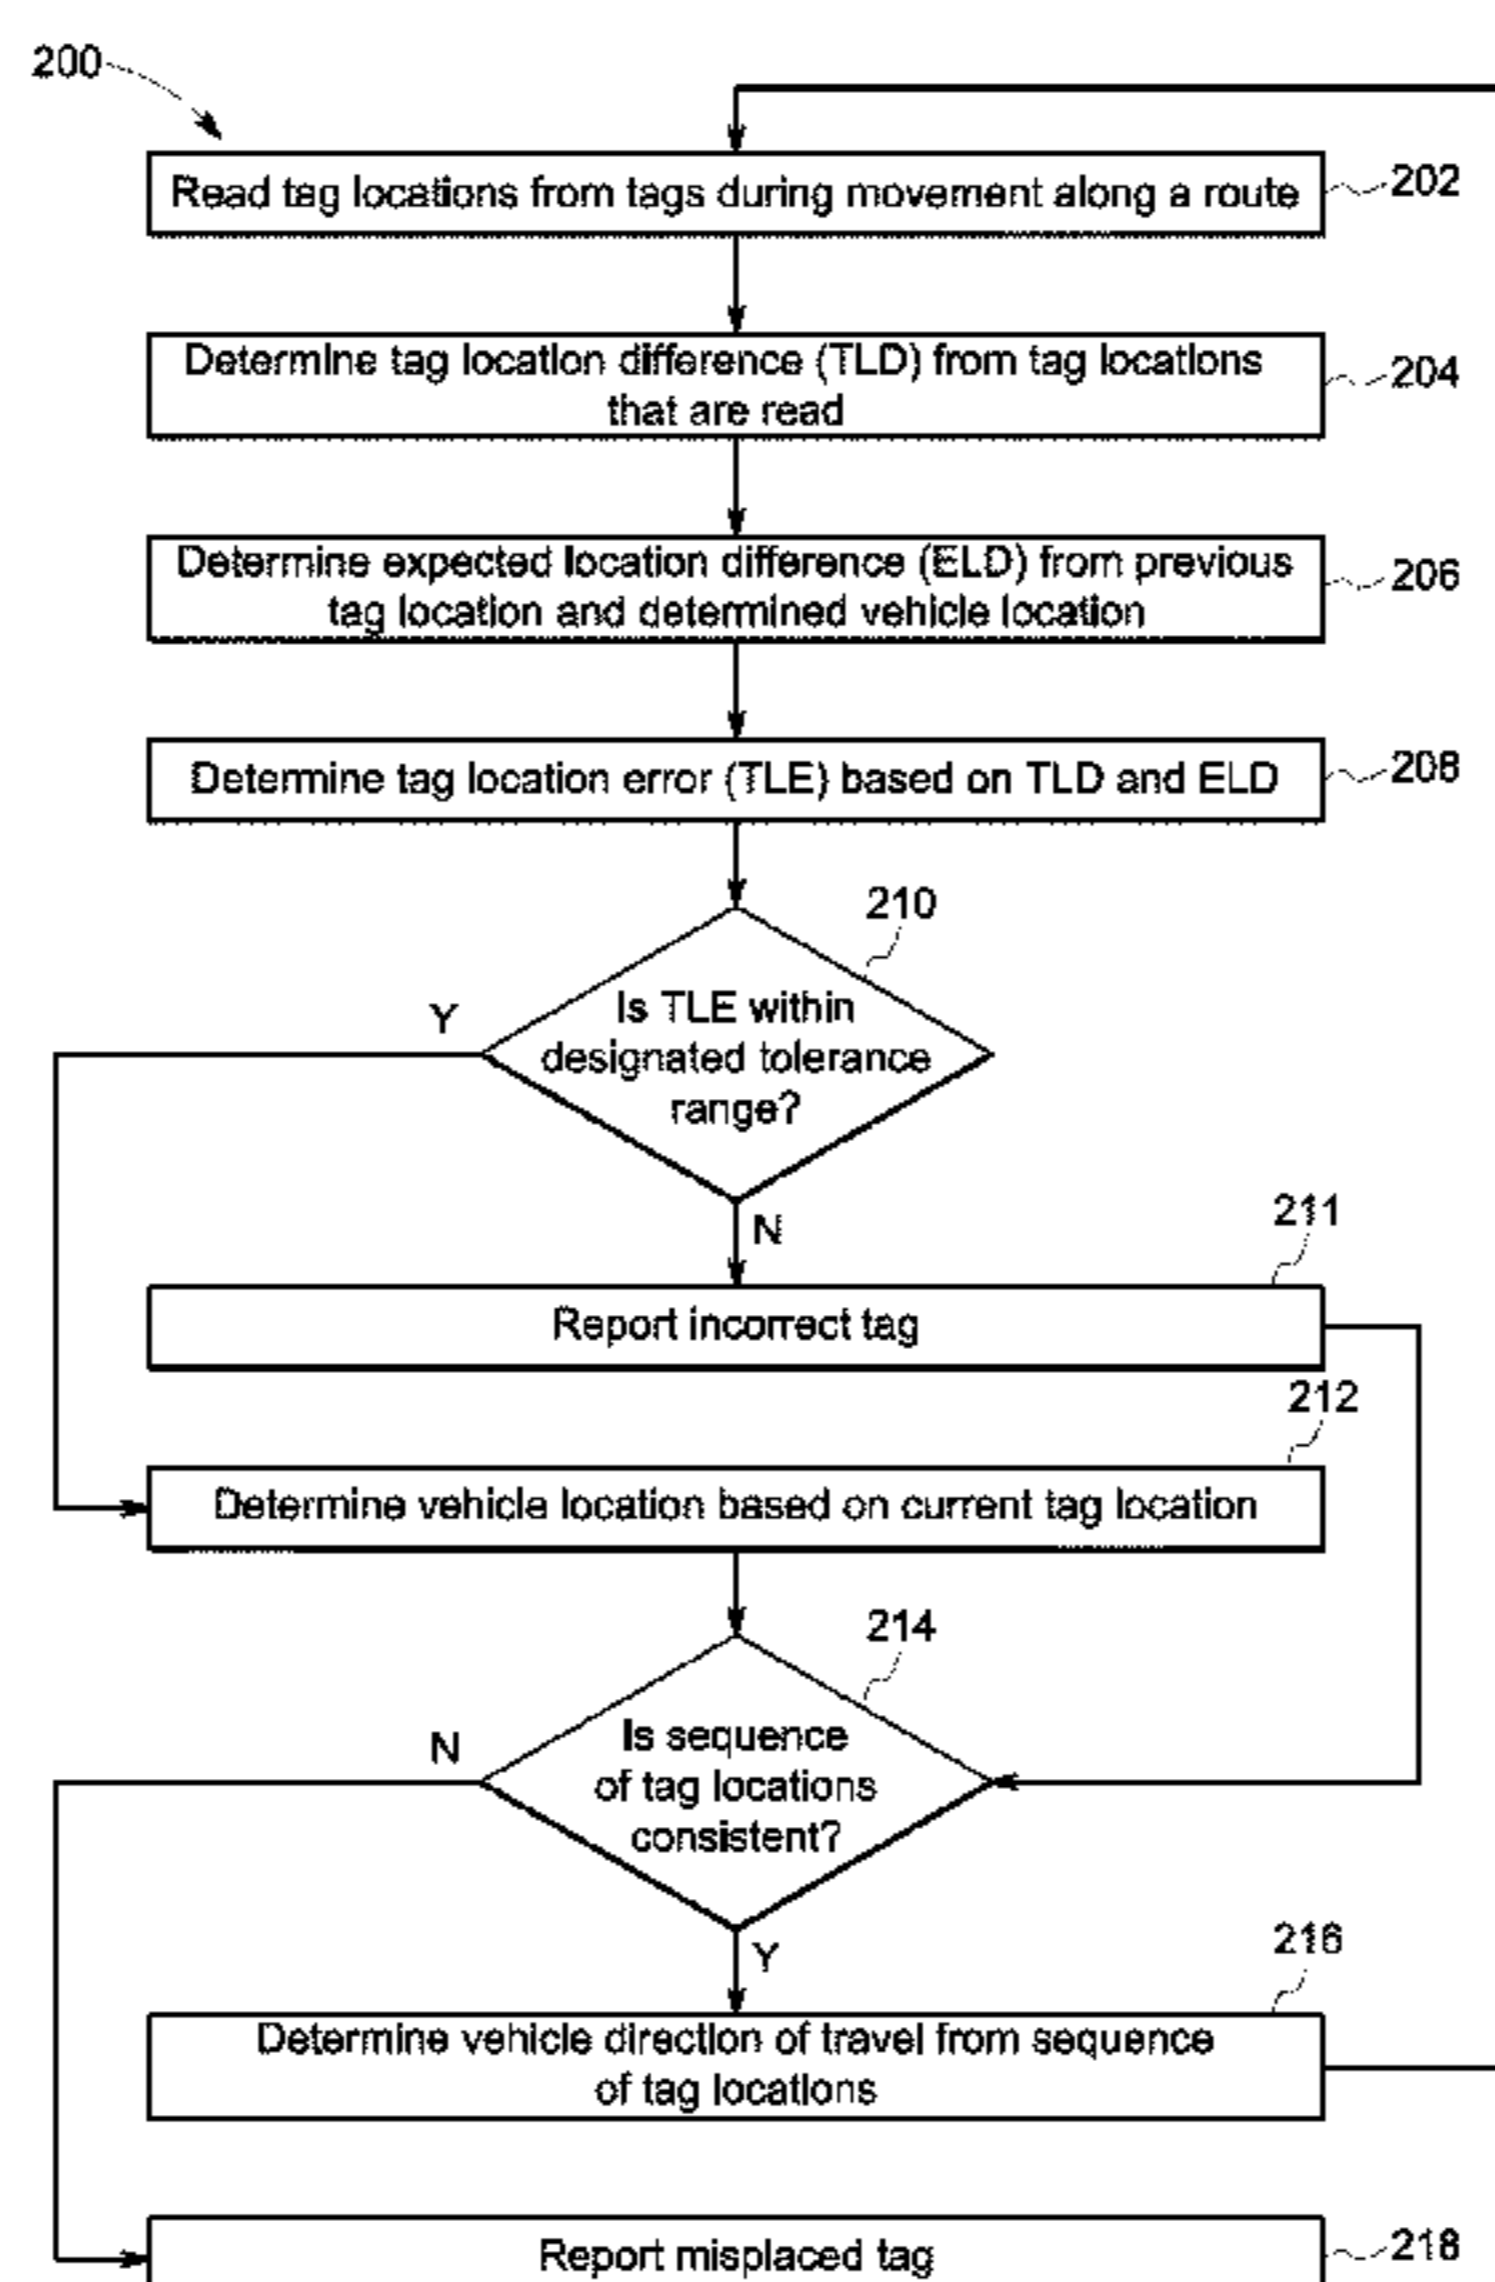 200
Read tag locations from tags during movement along a route
202
Determine tag location difference (TLD) from tag locations
that are read
204
Determine expected location difference (ELD) from previous
tag location and determined vehicle location
206
Determine tag location error (TLE) based on TLD and ELD
208
210
Y
Is TLE within
designated tolerance
range?
N
211
Report incorrect tag
212
Determine vehicle location based on current tag location
214
N
Is sequence
of tag locations
consistent?
Y
216
Determine vehicle direction of travel from sequence
of tag locations
Report misplaced tag
218